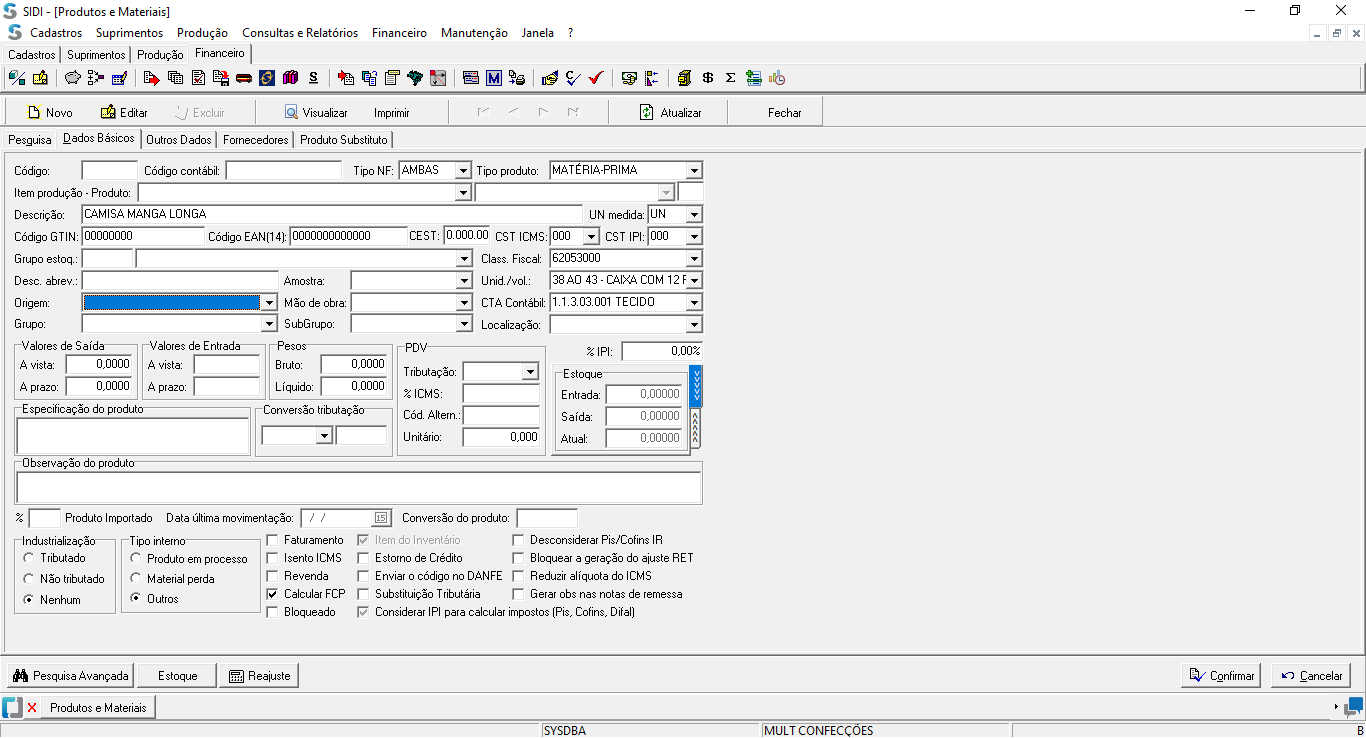 SIDI - [Produtos e Materiais]
Cadastros Suprimentos Produção Consultas e Relatórios Financeiro Manutenção Janela ?
Cadastros Suprimentos Produção Financeiro
Novo Editar Excluir Visualizar Imprimir Atualizar Fechar
Pesquisa Dados Básicos Outros Dados Fornecedores Produto Substituto
Código: Código contábil: Tipo NF: AMBAS Tipo produto: MATÉRIA-PRIMA
Item produção - Produto:
Descrição: CAMISA MANGA LONGA UN medida: UN
Código GTIN: 00000000 Código EAN(14): 0000000000000 CEST: 0.000.00 CST ICMS: 000 CST IPI: 000
Grupo estoq.: Class. Fiscal: 62053000
Desc. abrev.: Amostra: Unid./vol.: 38 AO 43 - CAIXA COM 12 F
Origem: Mão de obra: CTA Contábil: 1.1.3.03.001 TECIDO
Grupo: SubGrupo: Localização:
Valores de Saída Valores de Entrada Pesos PDV % IPI: 0,00%
A vista: 0,0000 A vista: Bruto: 0,0000 Tributação: Estoque
A prazo: 0,0000 A prazo: Líquido: 0,0000 % ICMS: Entrada: 0,00000
Especificação do produto Conversão tributação Cód. Altern.: Saída: 0,00000
Unitário: 0,000 Atual: 0,00000
Observação do produto
% Produto Importado Data última movimentação: / / 15 Conversão do produto:
Industrialização Tipo interno Faturamento Item do Inventário Desconsiderar Pis/Cofins IR
Tributado Produto em processo Isento ICMS Estorno de Crédito Bloquear a geração do ajuste RET
Não tributado Material perda Revenda Enviar o código no DANFE Reduzir alíquota do ICMS
Nenhum Outros Calcular FCP Substituição Tributária Gerar obs nas notas de remessa
Bloqueado Considerar IPI para calcular impostos (Pis, Cofins, Difal)
Pesquisa Avançada Estoque Reajuste Confirmar Cancelar
Produtos e Materiais
SYSDBA MULT CONFECÇÕES B